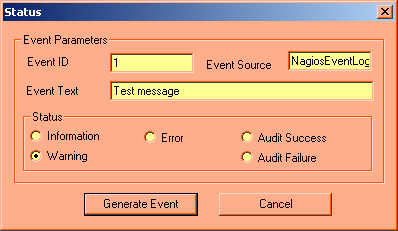 Status
Event Parameters
Event ID 1 Event Source NagiosEventLog
Event Text Test message
Status
Information Error Audit Success
Warning Audit Failure
Generate Event Cancel